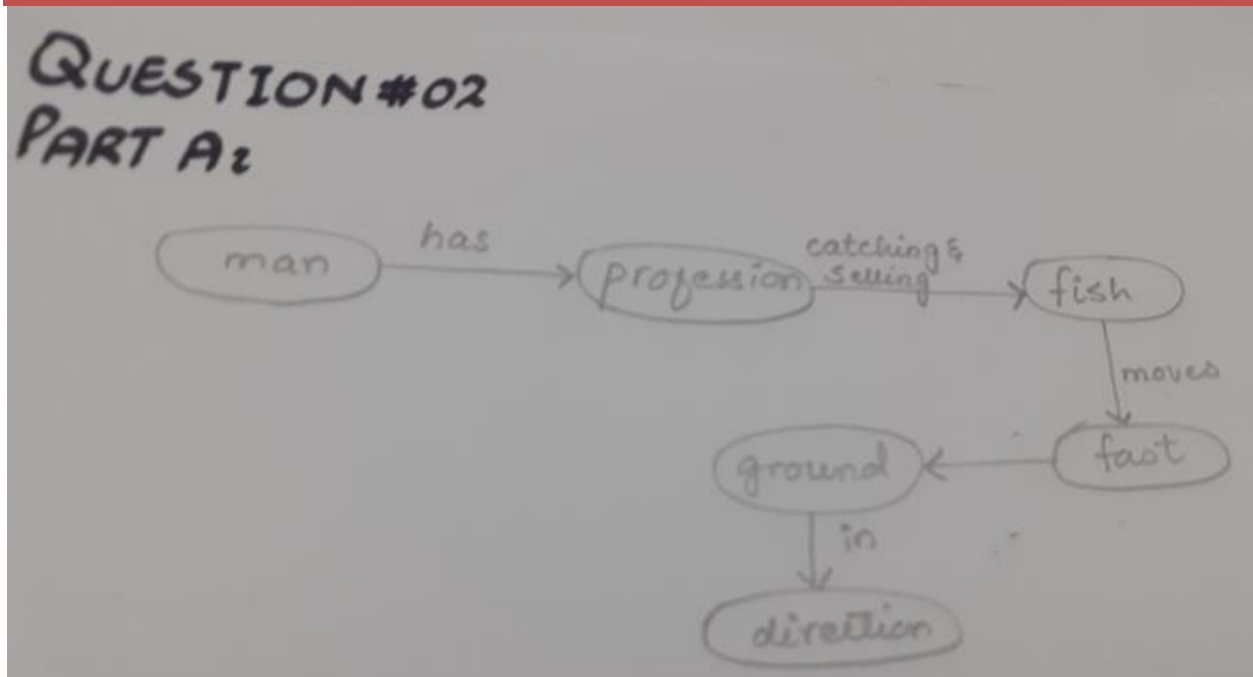 QUESTION #02
PART A:
man
has
profession
catching &
selling
fish
moves
fast
ground
in
direction